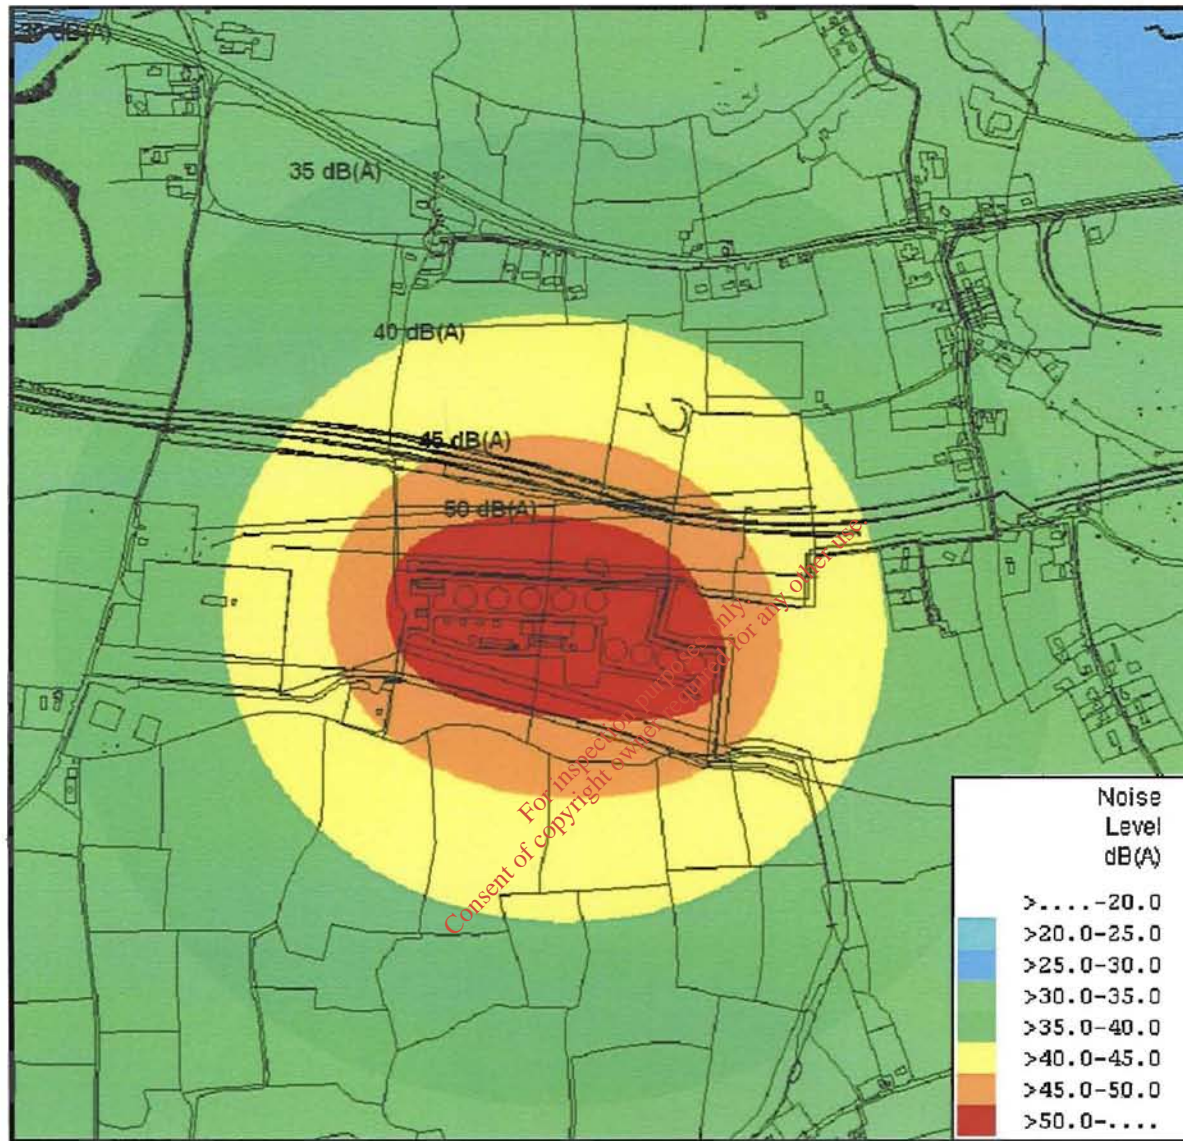 30 dB(A)
35 dB(A)
40 dB(A)
45 dB(A)
50 dB(A)
For inspection purposes only.
Consent of copyright owner required for any other use.
Noise
Level
dB(A)
>....-20.0
>20.0-25.0
>25.0-30.0
>30.0-35.0
>35.0-40.0
>40.0-45.0
>45.0-50.0
>50.0-....